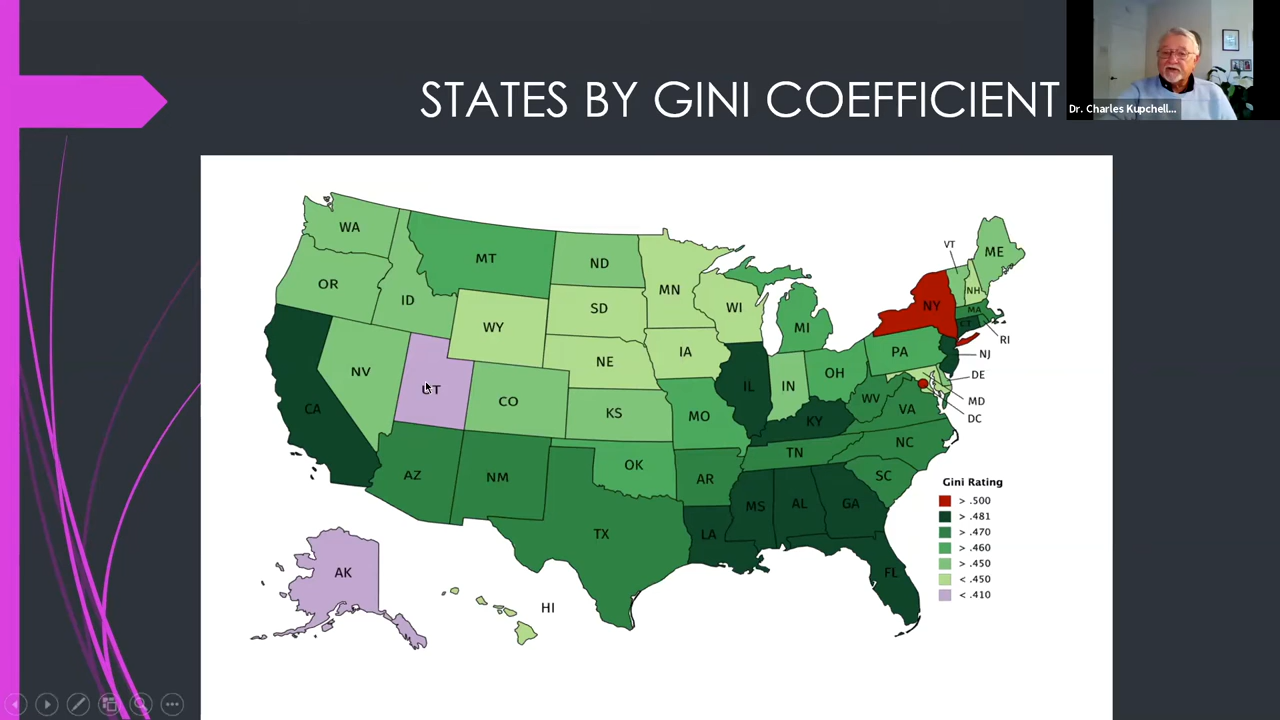 STATES BY GINI COEFFICIENT
Dr. Charles Kupchell...
WA
MT
ND
MN
VT
ME
OR
ID
SD
WI
NY
NH
MA
CT
RI
WY
MI
NJ
NV
UT
CO
NE
IA
IL
IN
OH
PA
DE
MD
DC
CA
KS
MO
KY
WV
VA
AZ
NM
OK
AR
TN
NC
SC
TX
LA
MS
AL
GA
FL
AK
HI
Gini Rating
> .500
> .481
> .470
> .460
> .450
< .450
< .410